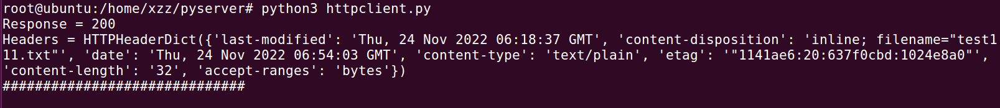 root@ubuntu:/home/xzz/pyserver# python3 httpclient.py
Response = 200
Headers = HTTPHeaderDict({'last-modified': 'Thu, 24 Nov 2022 06:18:37 GMT', 'content-disposition': 'inline; filename="test1
11.txt"', 'date': 'Thu, 24 Nov 2022 06:54:03 GMT', 'content-type': 'text/plain', 'etag': '"1141ae6:20:637f0cbd:1024e8a0"',
'content-length': '32', 'accept-ranges': 'bytes'})
##############################